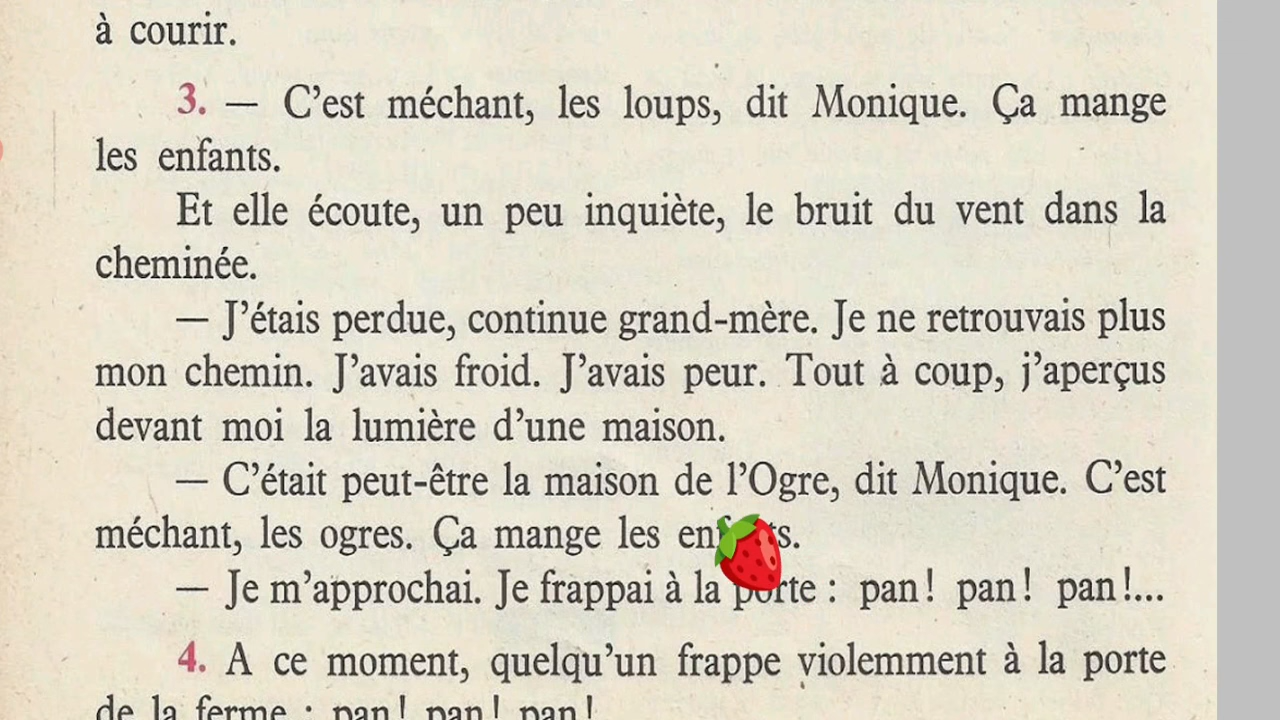 à courir.
3. — C'est méchant, les loups, dit Monique. Ça mange
les enfants.
Et elle écoute, un peu inquiète, le bruit du vent dans la
cheminée.
— J'étais perdue, continue grand-mère. Je ne retrouvais plus
mon chemin. J'avais froid. J'avais peur. Tout à coup, j'aperçus
devant moi la lumière d'une maison.
— C'était peut-être la maison de l'Ogre, dit Monique. C'est
méchant, les ogres. Ça mange les
— Je m'approchai. Je frappai à la porte : pan! pan! pan!...
4. A ce moment, quelqu'un frappe violemment à la porte
de la ferme : pan! pan! pan!